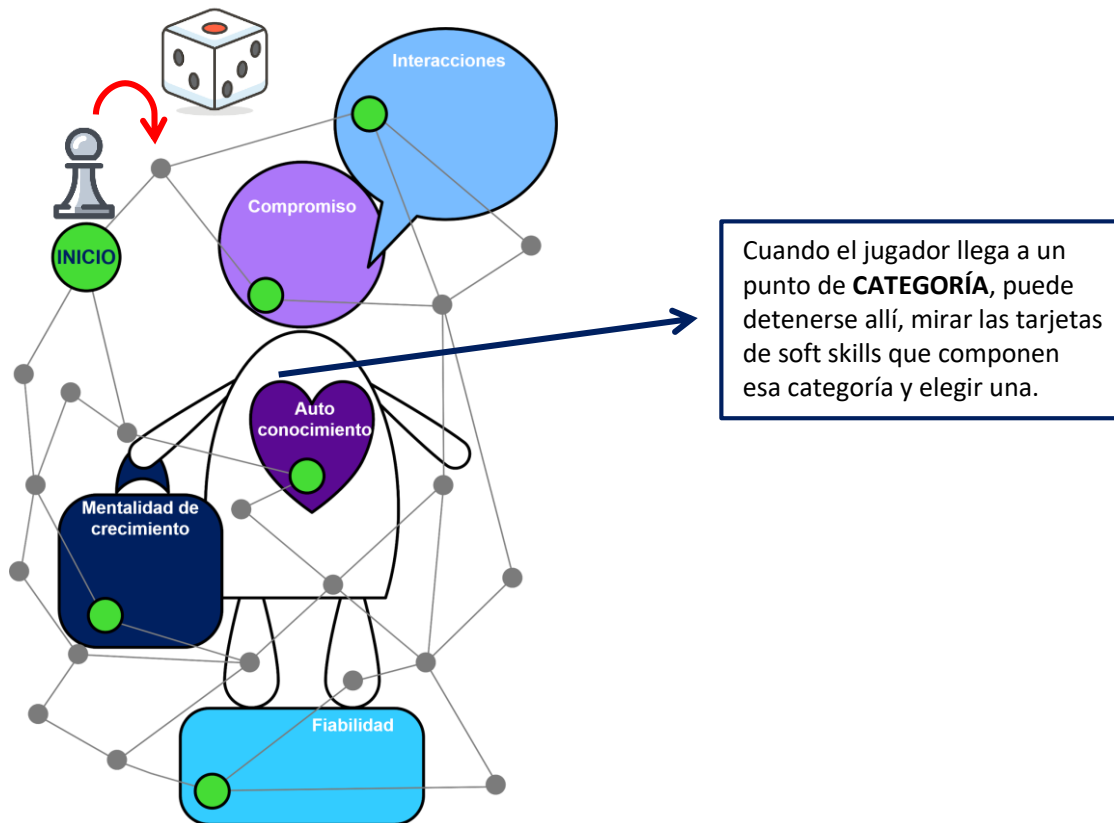 Interacciones
Compromiso
INICIO
Cuando el jugador llega a un
punto de CATEGORÍA, puede
detenerse allí, mirar las tarjetas
de soft skills que componen
esa categoría y elegir una.
Auto
conocimiento
Mentalidad de
crecimiento
Fiabilidad